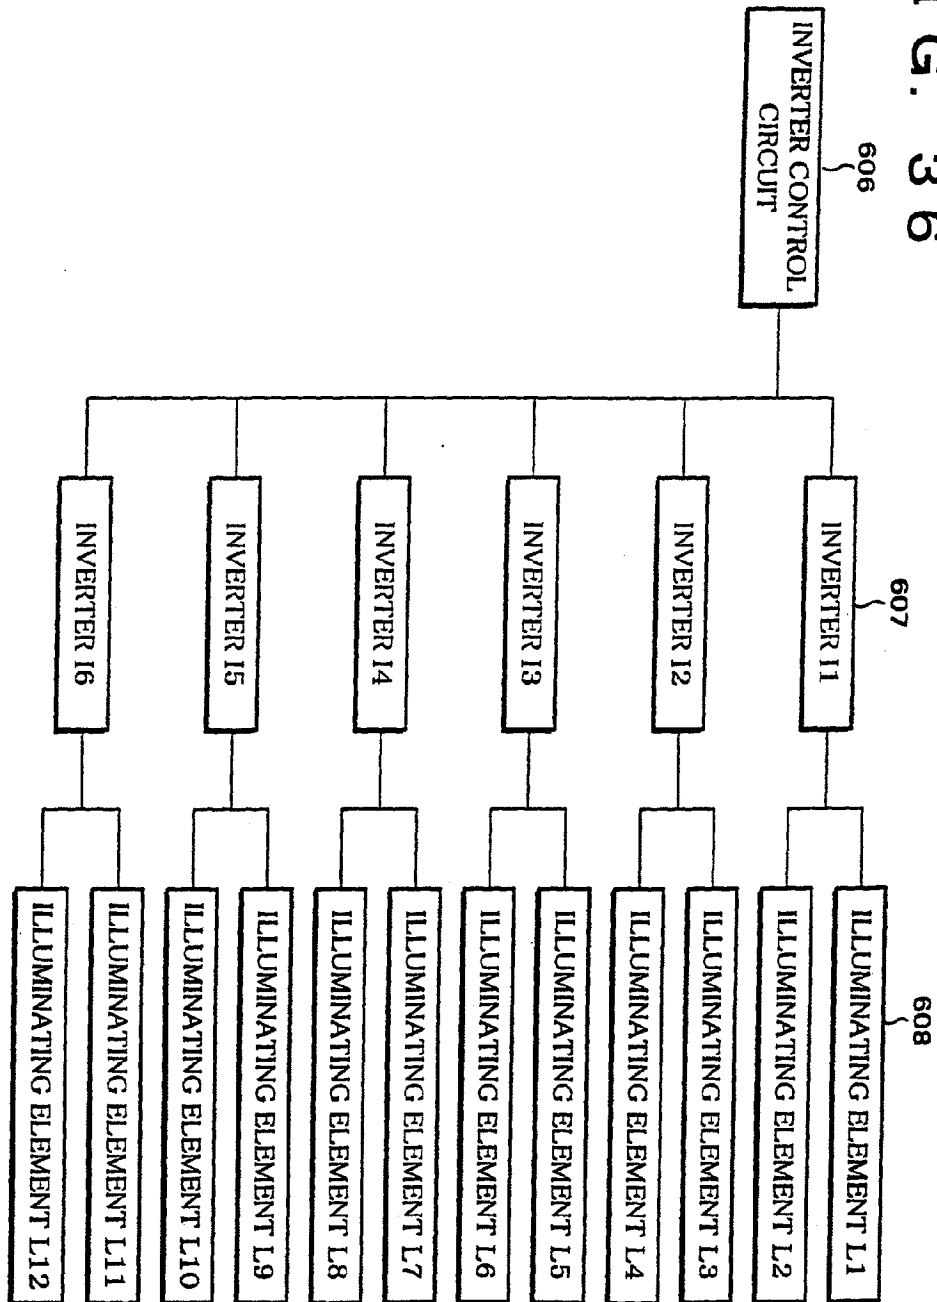 FIG. 36
606
INVERTER CONTROL
CIRCUIT
607
INVERTER I1
INVERTER I2
INVERTER I3
INVERTER I4
INVERTER I5
INVERTER I6
608
ILLUMINATING ELEMENT L1
ILLUMINATING ELEMENT L2
ILLUMINATING ELEMENT L3
ILLUMINATING ELEMENT L4
ILLUMINATING ELEMENT L5
ILLUMINATING ELEMENT L6
ILLUMINATING ELEMENT L7
ILLUMINATING ELEMENT L8
ILLUMINATING ELEMENT L9
ILLUMINATING ELEMENT L10
ILLUMINATING ELEMENT L11
ILLUMINATING ELEMENT L12